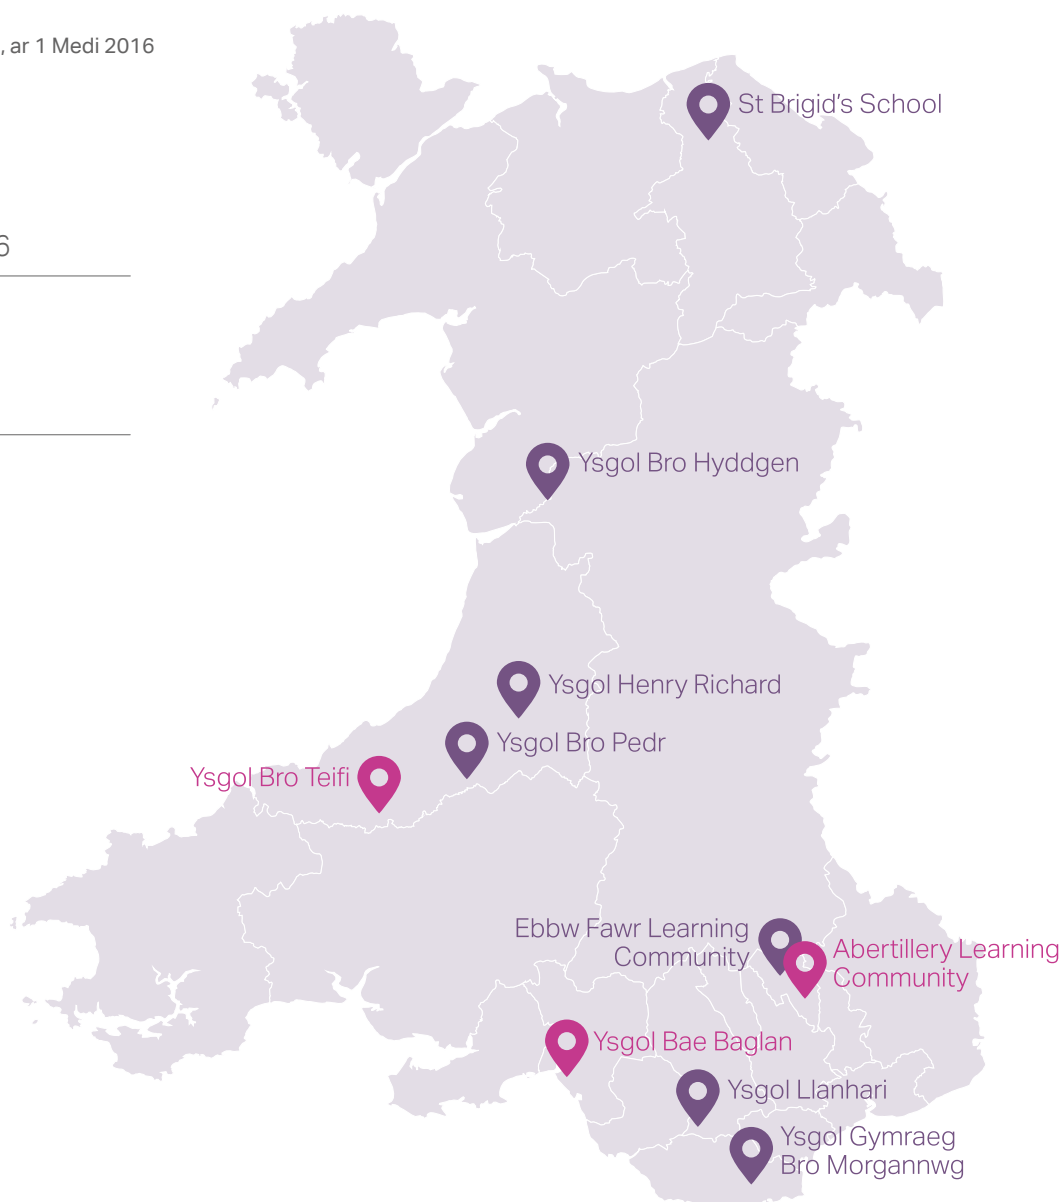 , ar 1 Medi 2016
St Brigid's School
6
Ysgol Bro Hyddgen
Ysgol Henry Richard
Ysgol Bro Pedr
Ysgol Bro Teifi
Ebbw Fawr Learning
Community
Abertillery Learning
Community
Ysgol Bae Baglan
Ysgol Llanhari
Ysgol Gymraeg
Bro Morgannwg